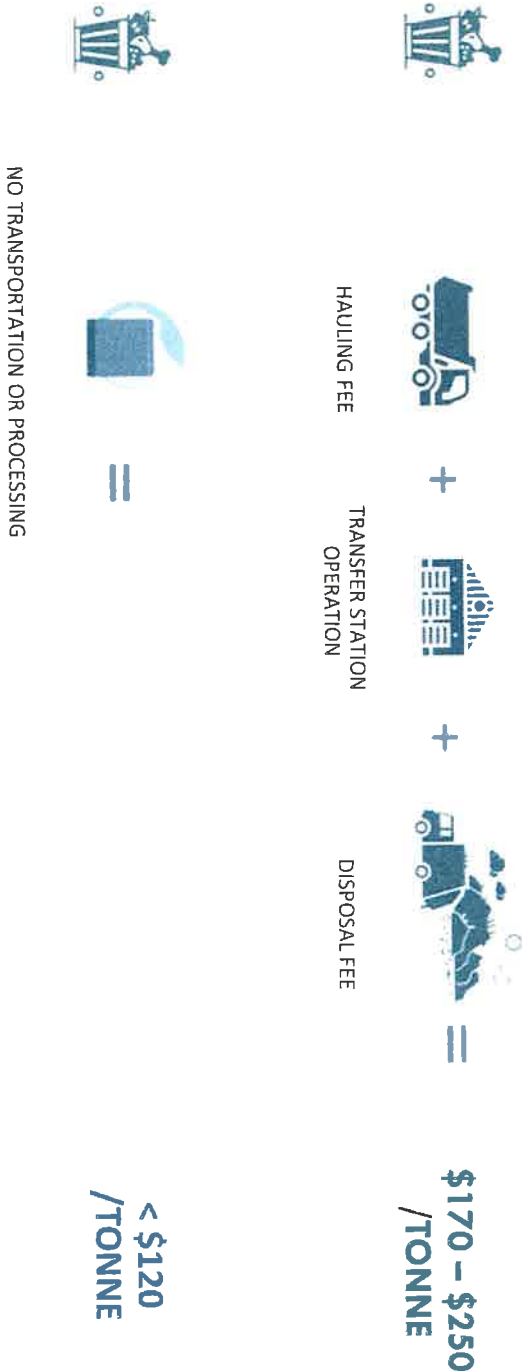 HAULING FEE
+
TRANSFER STATION
OPERATION
+
DISPOSAL FEE
=
$170 – $250
/TONNE
=
NO TRANSPORTATION OR PROCESSING
< $120
/TONNE